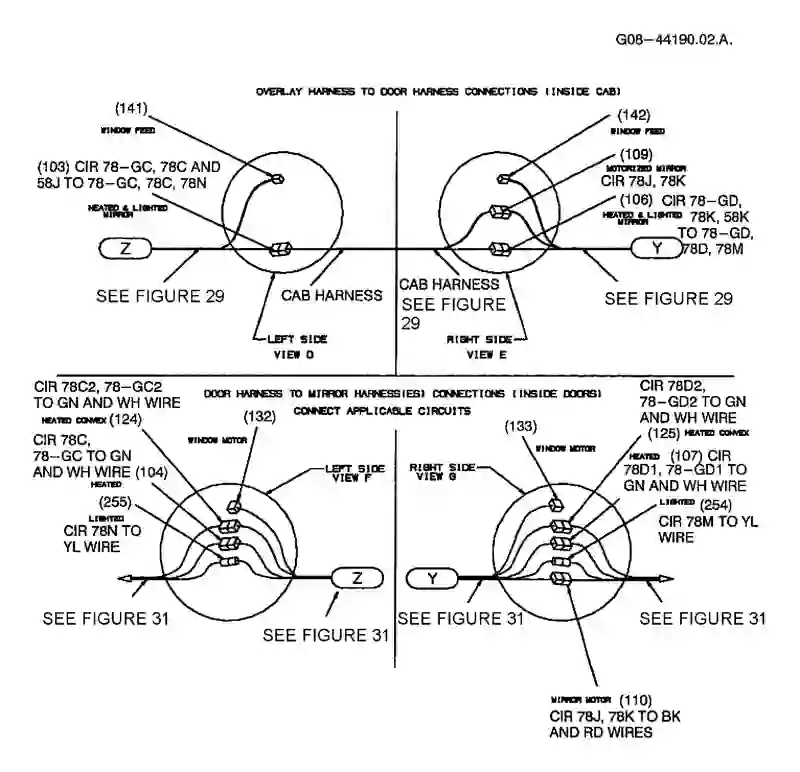 G08-44190.02.A.
OVERLAY HARNESS TO DOOR HARNESS CONNECTIONS (INSIDE CAB)
(141)
WINDOW FEED
(103) CIR 78-GC, 78C AND
58J TO 78-GC, 78C, 78N
HEATED & LIGHTED
MIRROR
Z
SEE FIGURE 29
CAB HARNESS
LEFT SIDE
VIEW D
(142)
WINDOW FEED
(109)
MOTORIZED MIRROR
CIR 78J, 78K
(106) CIR 78-GD,
HEATED & LIGHTED 78K, 58K
MIRROR TO 78-GD,
Y 78D, 78M
CAB HARNESS
SEE FIGURE
29
SEE FIGURE 29
RIGHT SIDE
VIEW E
DOOR HARNESS TO MIRROR HARNESS(ES) CONNECTIONS (INSIDE DOORS)
CONNECT APPLICABLE CIRCUITS
CIR 78C2, 78-GC2
TO GN AND WH WIRE
HEATED CONVEX (124)
(132)
WINDOW MOTOR
CIR 78C,
78-GC TO GN
AND WH WIRE (104)
HEATED
(255)
LIGHTED
CIR 78N TO
YL WIRE
LEFT SIDE
VIEW F
Z
SEE FIGURE 31
SEE FIGURE 31
CIR 78D2,
78-GD2 TO GN
AND WH WIRE
(125) HEATED CONVEX
(133)
WINDOW MOTOR
HEATED (107) CIR
78D1, 78-GD1 TO
GN AND WH WIRE
LIGHTED (254)
CIR 78M TO YL
WIRE
RIGHT SIDE
VIEW G
Y
SEE FIGURE 31
SEE FIGURE 31
MIRROR MOTOR (110)
CIR 78J, 78K TO BK
AND RD WIRES